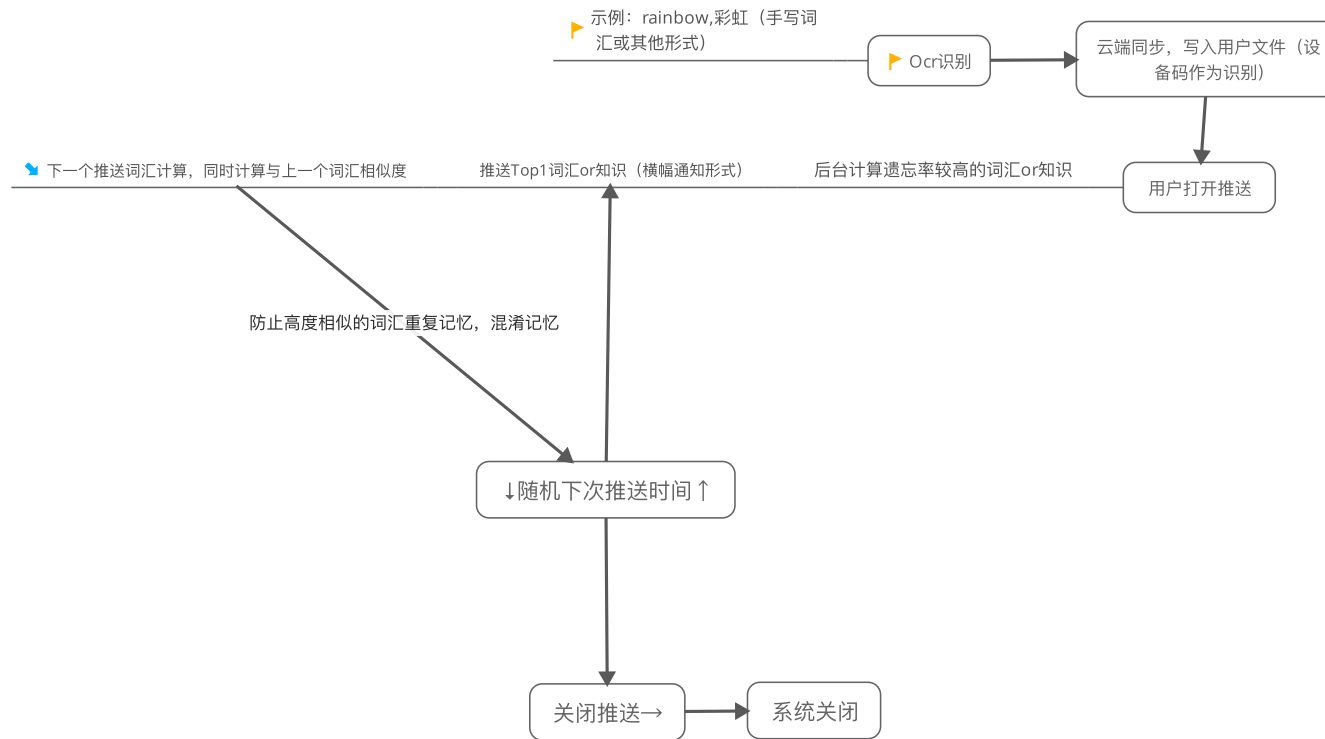 示例：rainbow,彩虹（手写词
汇或其他形式）
Ocr识别
云端同步，写入用户文件（设
备码作为识别）
下一个推送词汇计算，同时计算与上一个词汇相似度
推送Top1词汇or知识（横幅通知形式）
后台计算遗忘率较高的词汇or知识
用户打开推送
防止高度相似的词汇重复记忆，混淆记忆
↓随机下次推送时间↑
关闭推送→
系统关闭